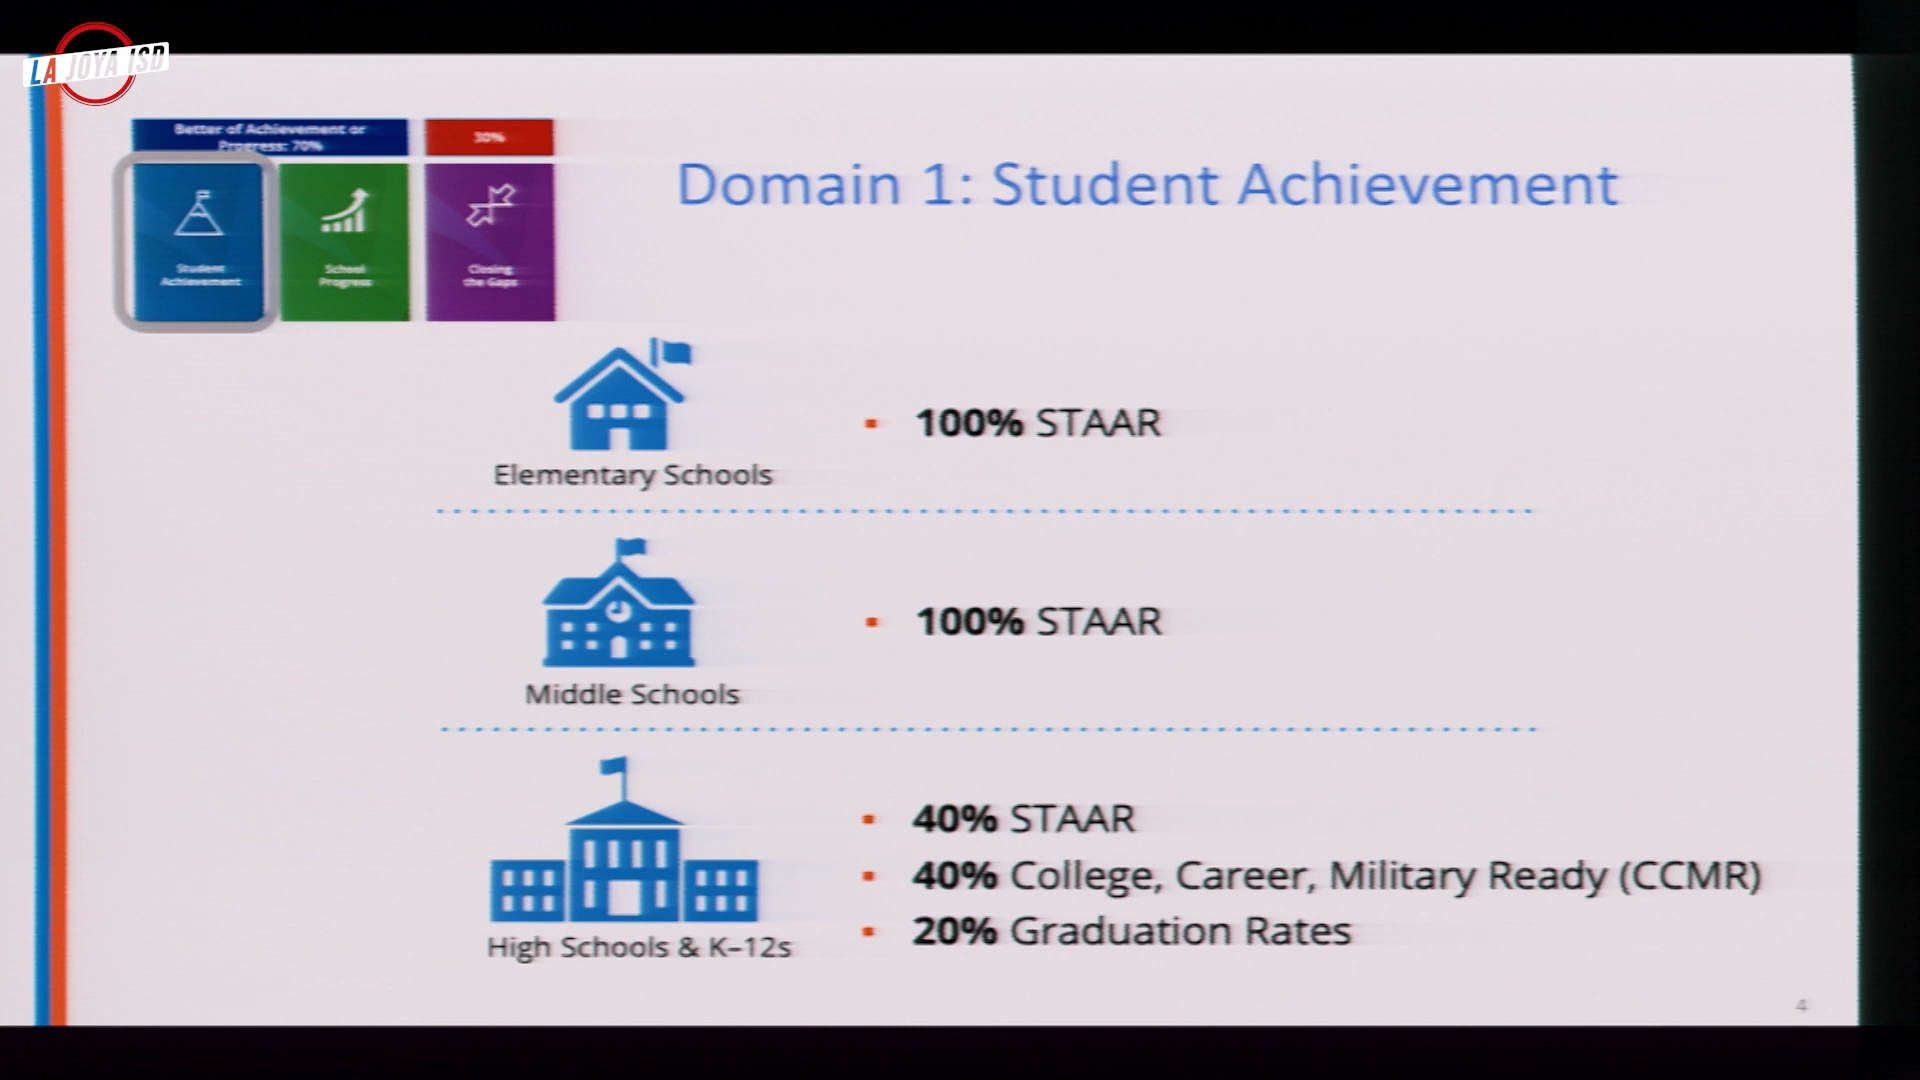 LA JOYA ISD
Better of Achievement or
Progress: 70%
30%
Domain 1: Student Achievement
Student
Achievement
School
Progress
Closing
the Gaps
100% STAAR
Elementary Schools
100% STAAR
Middle Schools
40% STAAR
40% College, Career, Military Ready (CCMR)
20% Graduation Rates
High Schools & K–12s
4